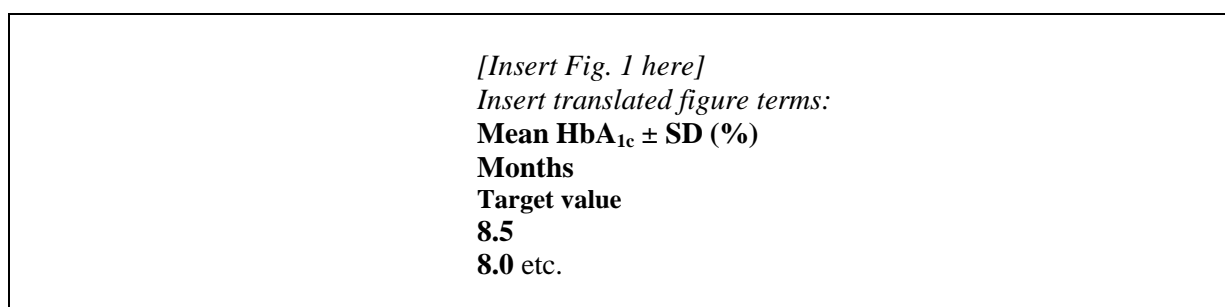 [Insert Fig. 1 here]
Insert translated figure terms:
Mean HbA1c ± SD (%)
Months
Target value
8.5
8.0 etc.